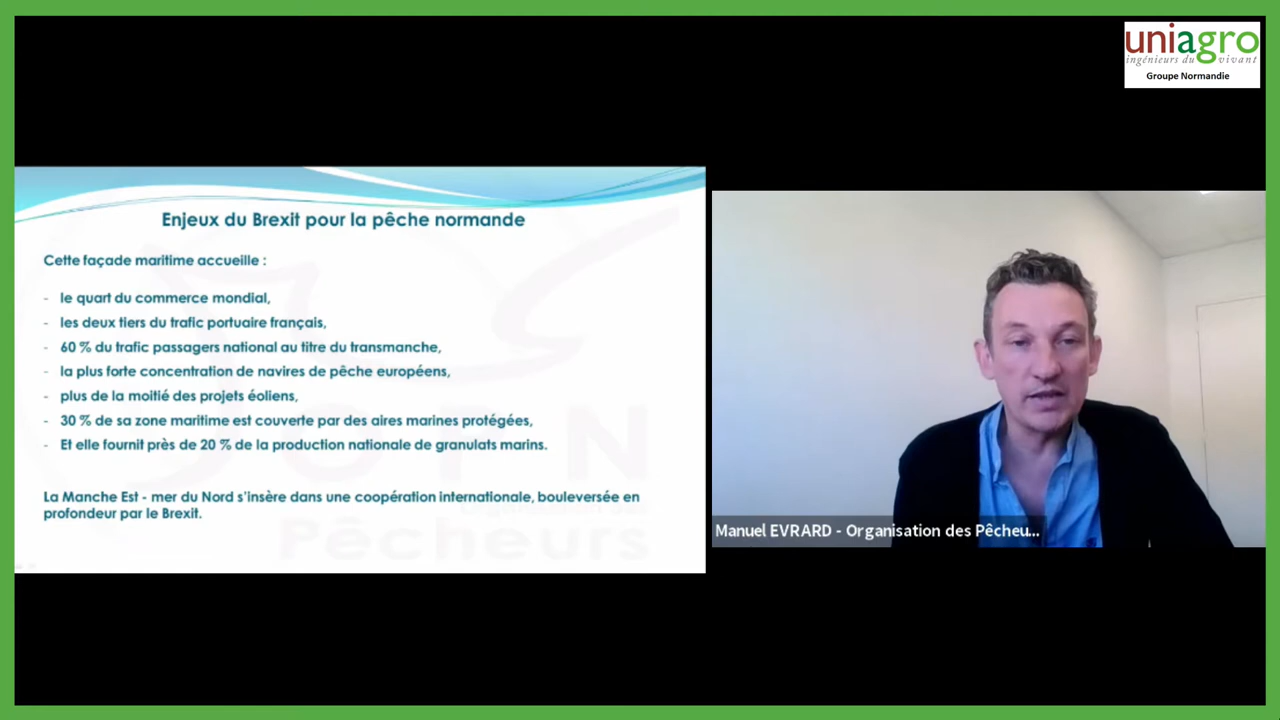 uniagro
ingénieurs du vivant
Groupe Normandie
Enjeux du Brexit pour la pêche normande
Cette façade maritime accueille :
- le quart du commerce mondial,
- les deux tiers du trafic portuaire français,
- 60 % du trafic passagers national au titre du transmanche,
- la plus forte concentration de navires de pêche européens,
- plus de la moitié des projets éoliens,
- 30 % de sa zone maritime est couverte par des aires marines protégées,
- Et elle fournit près de 20 % de la production nationale de granulats marins.
La Manche Est - mer du Nord s'insère dans une coopération internationale, bouleversée en
profondeur par le Brexit.
Pêcheurs
Manuel EVRARD - Organisation des Pêcheu...